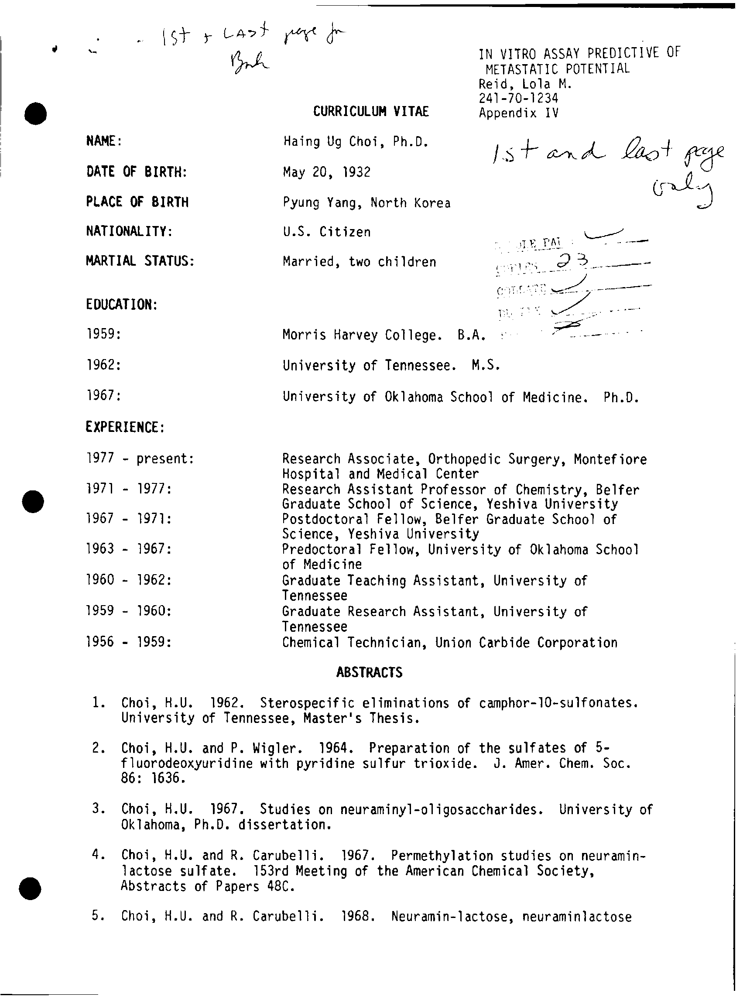 1st + LAST page for
IN VITRO ASSAY PREDICTIVE OF
METASTATIC POTENTIAL
Reid, Lola M.
241-70-1234
CURRICULUM VITAE Appendix IV
NAME: Haing Ug Choi, Ph.D.
1st and last page
only
DATE OF BIRTH: May 20, 1932
PLACE OF BIRTH Pyung Yang, North Korea
NATIONALITY: U.S. Citizen
MARTIAL STATUS: Married, two children
23
EDUCATION:
1959: Morris Harvey College. B.A.
1962: University of Tennessee. M.S.
1967: University of Oklahoma School of Medicine. Ph.D.
EXPERIENCE:
1977 - present: Research Associate, Orthopedic Surgery, Montefiore
Hospital and Medical Center
1971 - 1977: Research Assistant Professor of Chemistry, Belfer
Graduate School of Science, Yeshiva University
1967 - 1971: Postdoctoral Fellow, Belfer Graduate School of
Science, Yeshiva University
1963 - 1967: Predoctoral Fellow, University of Oklahoma School
of Medicine
1960 - 1962: Graduate Teaching Assistant, University of
Tennessee
1959 - 1960: Graduate Research Assistant, University of
Tennessee
1956 - 1959: Chemical Technician, Union Carbide Corporation
ABSTRACTS
1. Choi, H.U. 1962. Sterospecific eliminations of camphor-10-sulfonates.
University of Tennessee, Master's Thesis.
2. Choi, H.U. and P. Wigler. 1964. Preparation of the sulfates of 5-
fluorodeoxyuridine with pyridine sulfur trioxide. J. Amer. Chem. Soc.
86: 1636.
3. Choi, H.U. 1967. Studies on neuraminyl-oligosaccharides. University of
Oklahoma, Ph.D. dissertation.
4. Choi, H.U. and R. Carubelli. 1967. Permethylation studies on neuramin-
lactose sulfate. 153rd Meeting of the American Chemical Society,
Abstracts of Papers 48C.
5. Choi, H.U. and R. Carubelli. 1968. Neuramin-lactose, neuraminlactose